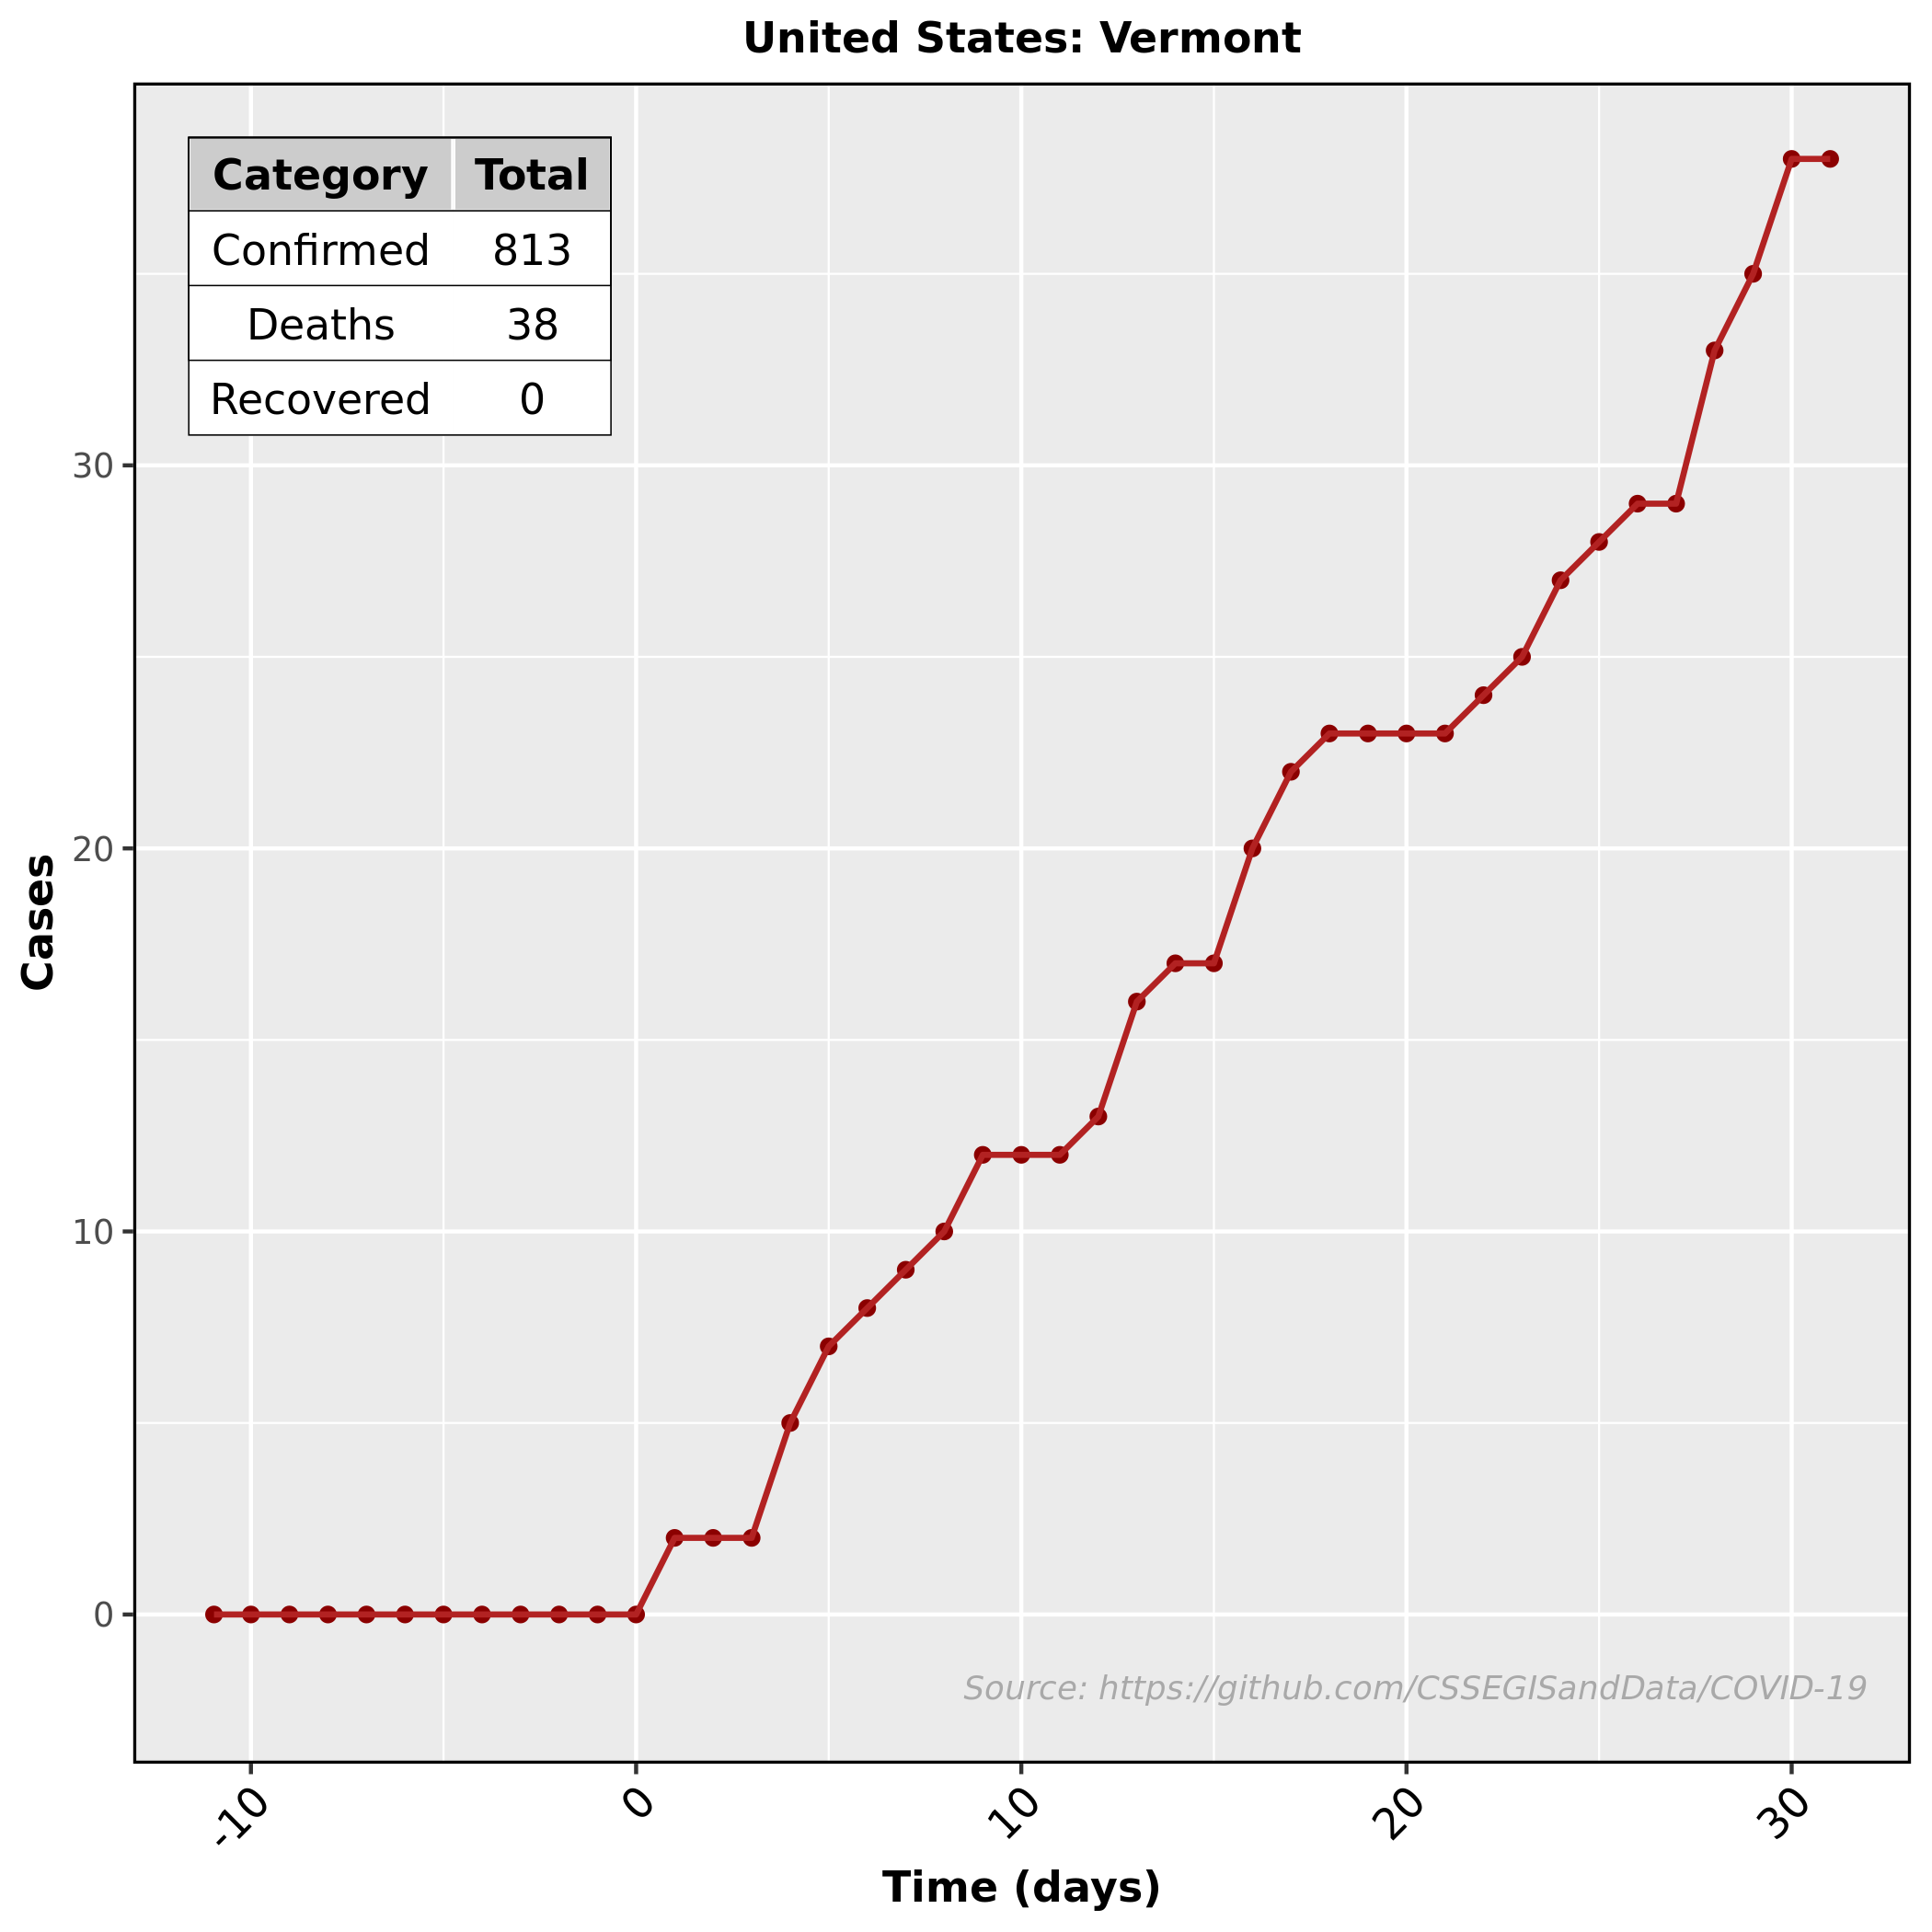 United States: Vermont
Category Total
Confirmed 813
Deaths 38
Recovered 0
30
20
10
0
Cases
Source: https://github.com/CSSEGISandData/COVID-19
-10 0 10 20 30
Time (days)